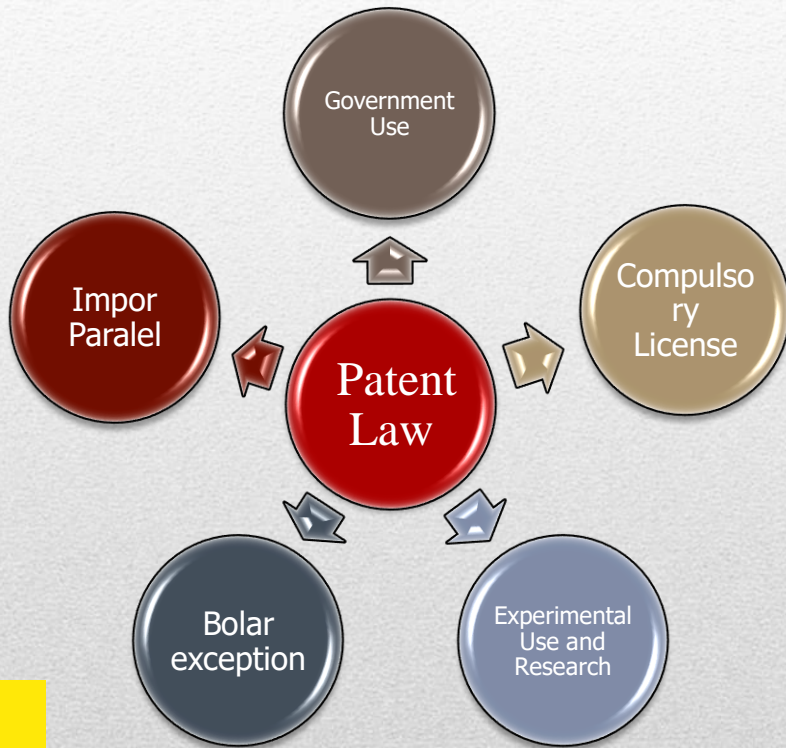 Government
Use
Compulso
ry
License
Experimental
Use and
Research
Bolar
exception
Impor
Paralel
Patent
Law